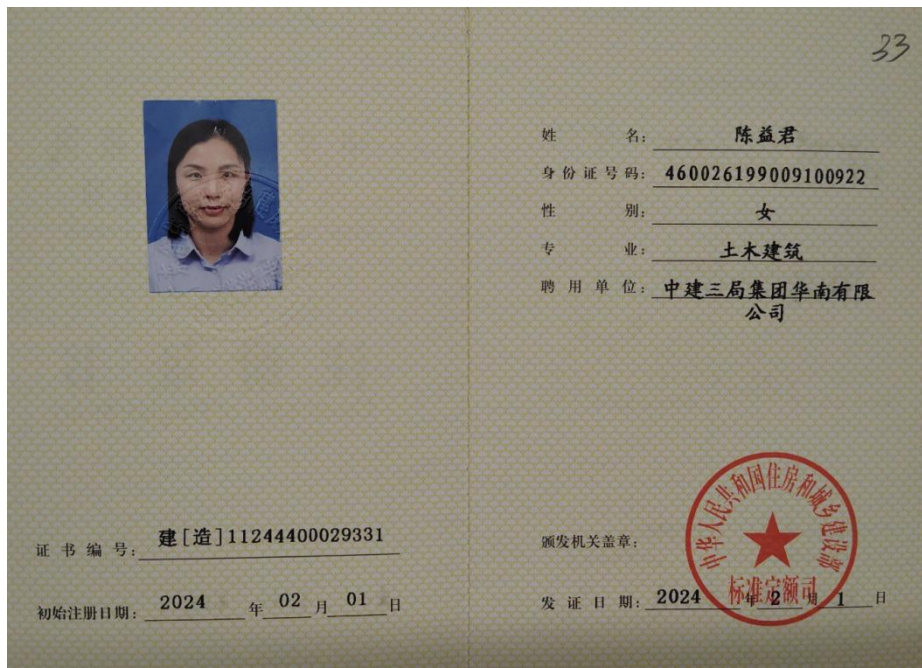 33
姓名：陈益君
身份证号码：460026199009100922
性别：女
专业：土木建筑
聘用单位：中建三局集团华南有限
公司
证书编号：建[造]11244400029331
初始注册日期：2024年02月01日
颁发机关盖章：
中华人民共和国住房和城乡建设部
标准定额司
发证日期：2024年2月1日